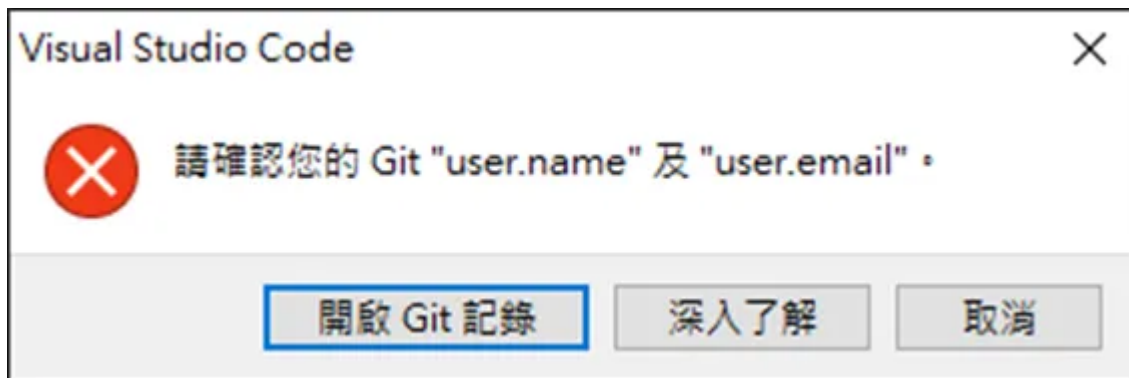 Visual Studio Code
請確認您的 Git "user.name" 及 "user.email"。
開啟 Git 記錄
深入了解
取消